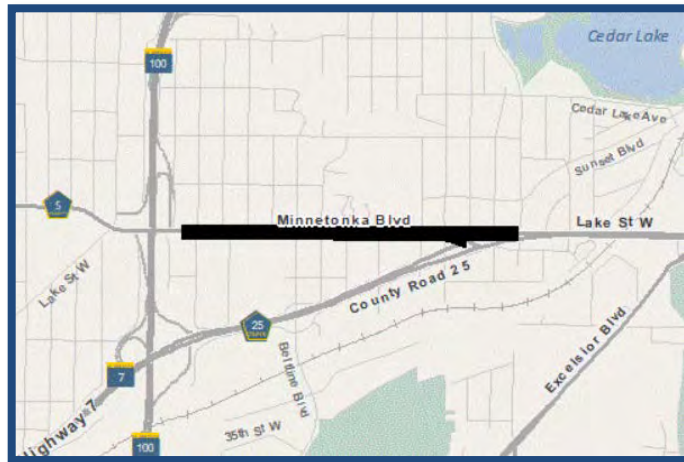 Cedar Lake
100
Cedar Lake Ave
Sunset Blvd
5
Minnetonka Blvd
Lake St W
Lake St W
County Road 25
25
Excelsior Blvd
7
Beltline Blvd
Highway 7
35th St W
100